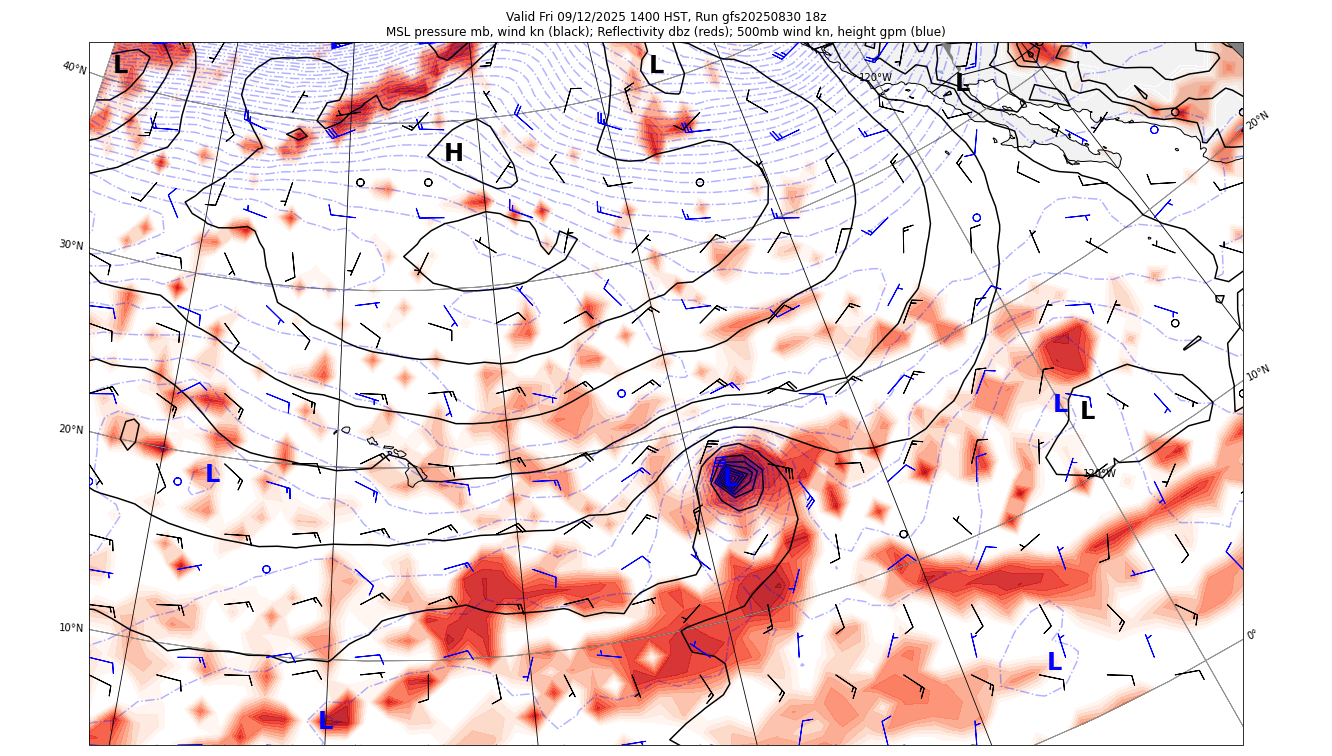 Valid Fri 09/12/2025 1400 HST, Run gfs20250830 18z
MSL pressure mb, wind kn (black); Reflectivity dbz (reds); 500mb wind kn, height gpm (blue)
40°N
L
L
120°W
L
20°N
H
30°N
10°N
L
L
20°N
L
L
110°W
10°N
0°
L
L